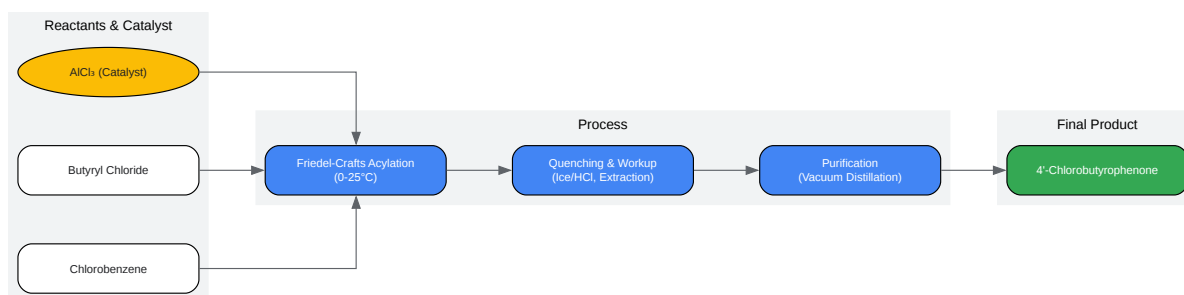 Reactants & Catalyst
AlCl₃ (Catalyst)
Butyryl Chloride
Chlorobenzene
Process
Friedel-Crafts Acylation
(0-25°C)
Quenching & Workup
(Ice/HCl, Extraction)
Purification
(Vacuum Distillation)
Final Product
4'-Chlorobutyrophenone